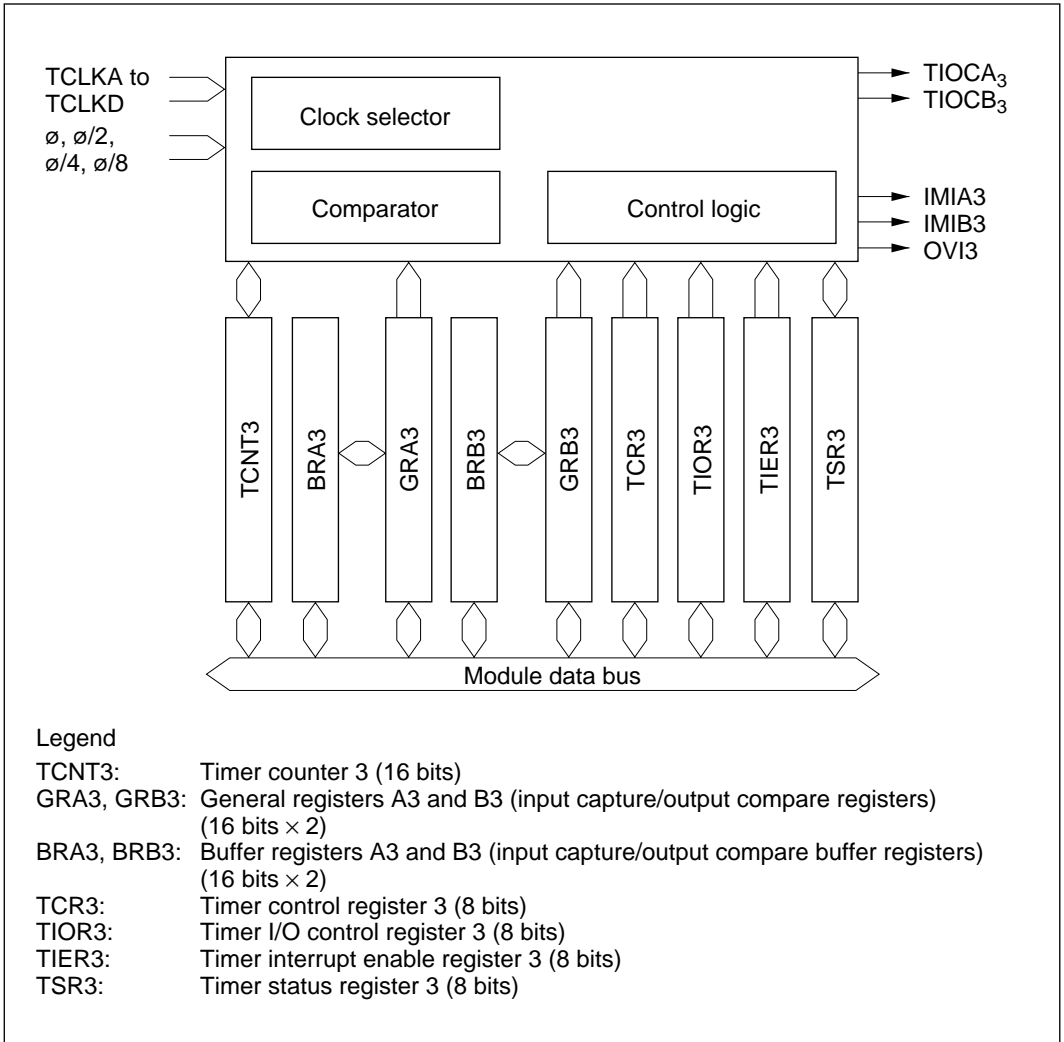 TCLKA to
TCLKD
ø, ø/2,
ø/4, ø/8
Clock selector
Comparator
Control logic
TIOCA3
TIOCB3
IMIA3
IMIB3
OVI3
TCNT3
BRA3
GRA3
BRB3
GRB3
TCR3
TIOR3
TIER3
TSR3
Module data bus
Legend
TCNT3: Timer counter 3 (16 bits)
GRA3, GRB3: General registers A3 and B3 (input capture/output compare registers)
(16 bits × 2)
BRA3, BRB3: Buffer registers A3 and B3 (input capture/output compare buffer registers)
(16 bits × 2)
TCR3: Timer control register 3 (8 bits)
TIOR3: Timer I/O control register 3 (8 bits)
TIER3: Timer interrupt enable register 3 (8 bits)
TSR3: Timer status register 3 (8 bits)